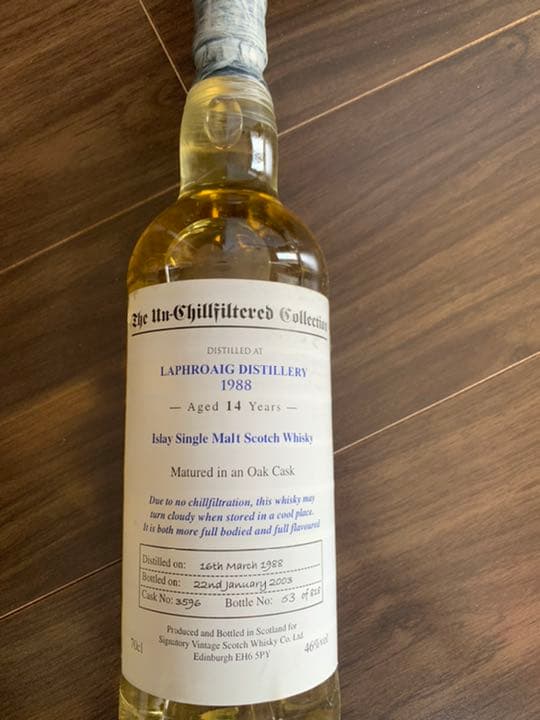 The Un-Chillfiltered Collection
DISTILLED AT
LAPHROAIG DISTILLERY
1988
— Aged 14 Years —
Islay Single Malt Scotch Whisky
Matured in an Oak Cask
Due to no chillfiltration, this whisky may
turn cloudy when stored in a cool place.
It is both more full bodied and full flavoured
Distilled on: 16th March 1988
Bottled on: 22nd January 2003
Cask No: 3596 Bottle No: 53 of 818
Produced and Bottled in Scotland for
Signatory Vintage Scotch Whisky Co. Ltd.
70cl Edinburgh EH6 5PY 46%vol